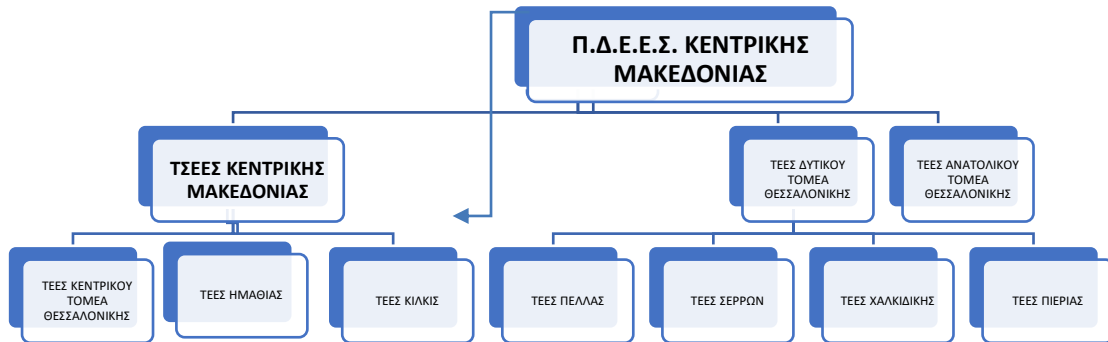 Π.Δ.Ε.Ε.Σ. ΚΕΝΤΡΙΚΗΣ
ΜΑΚΕΔΟΝΙΑΣ
ΤΣΕΕΣ ΚΕΝΤΡΙΚΗΣ
ΜΑΚΕΔΟΝΙΑΣ
ΤΕΕΣ ΔΥΤΙΚΟΥ
ΤΟΜΕΑ
ΘΕΣΣΑΛΟΝΙΚΗΣ
ΤΕΕΣ ΑΝΑΤΟΛΙΚΟΥ
ΤΟΜΕΑ
ΘΕΣΣΑΛΟΝΙΚΗΣ
ΤΕΕΣ ΚΕΝΤΡΙΚΟΥ
ΤΟΜΕΑ
ΘΕΣΣΑΛΟΝΙΚΗΣ
ΤΕΕΣ ΗΜΑΘΙΑΣ
ΤΕΕΣ ΚΙΛΚΙΣ
ΤΕΕΣ ΠΕΛΛΑΣ
ΤΕΕΣ ΣΕΡΡΩΝ
ΤΕΕΣ ΧΑΛΚΙΔΙΚΗΣ
ΤΕΕΣ ΠΙΕΡΙΑΣ